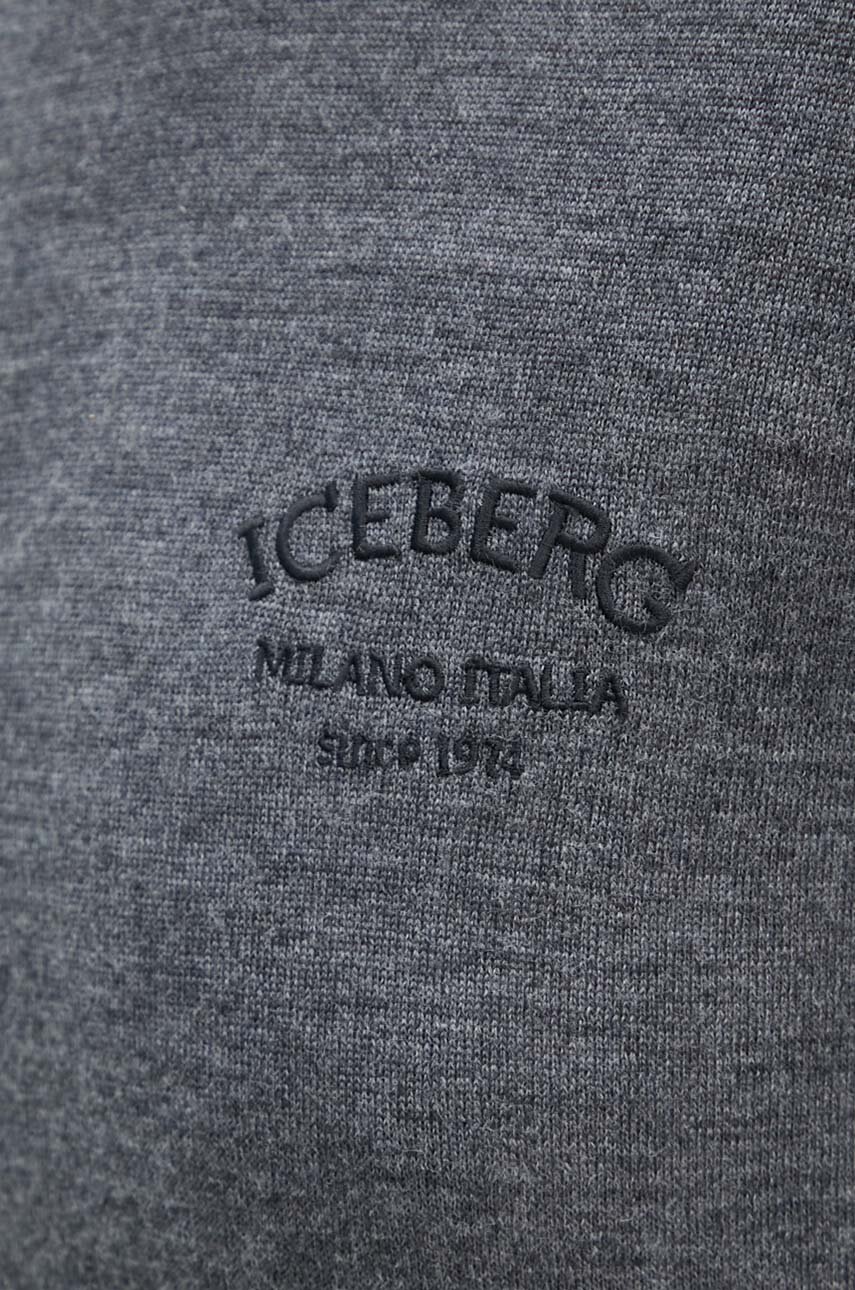 ICEBERG
MILANO ITALIA
SINCE 1974